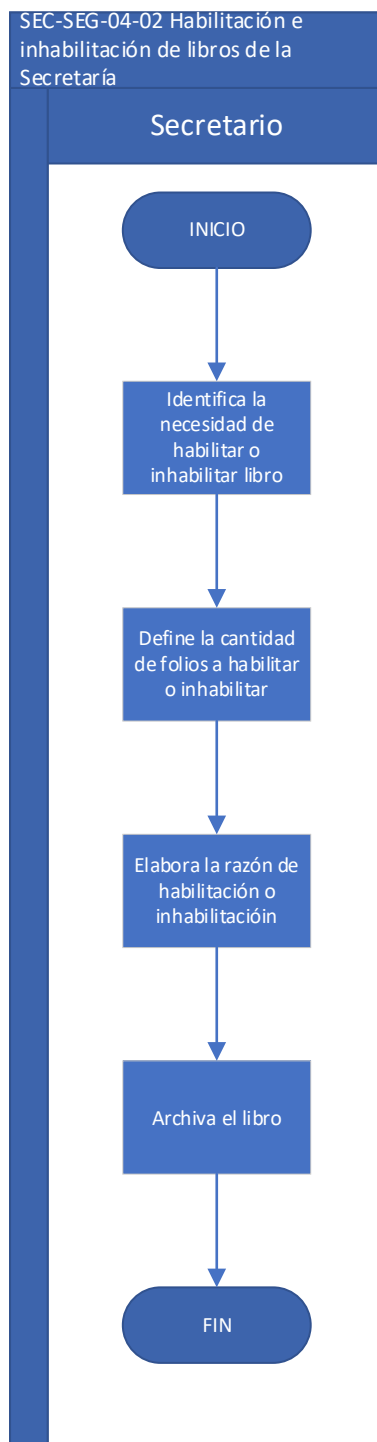 SEC-SEG-04-02 Habilitación e
inhabilitación de libros de la
Secretaría
Secretario
INICIO
Identifica la
necesidad de
habilitar o
inhabilitar libro
Define la cantidad
de folios a habilitar
o inhabilitar
Elabora la razón de
habilitación o
inhabilitacióin
Archiva el libro
FIN